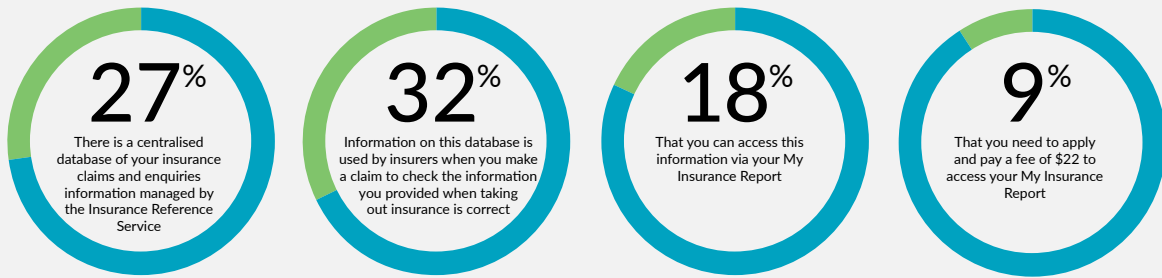 27%
There is a centralised
database of your insurance
claims and enquiries
information managed by
the Insurance Reference
Service
32%
Information on this database is
used by insurers when you make
a claim to check the information
you provided when taking
out insurance is correct
18%
That you can access this
information via your My
Insurance Report
9%
That you need to apply
and pay a fee of $22 to
access your My Insurance
Report